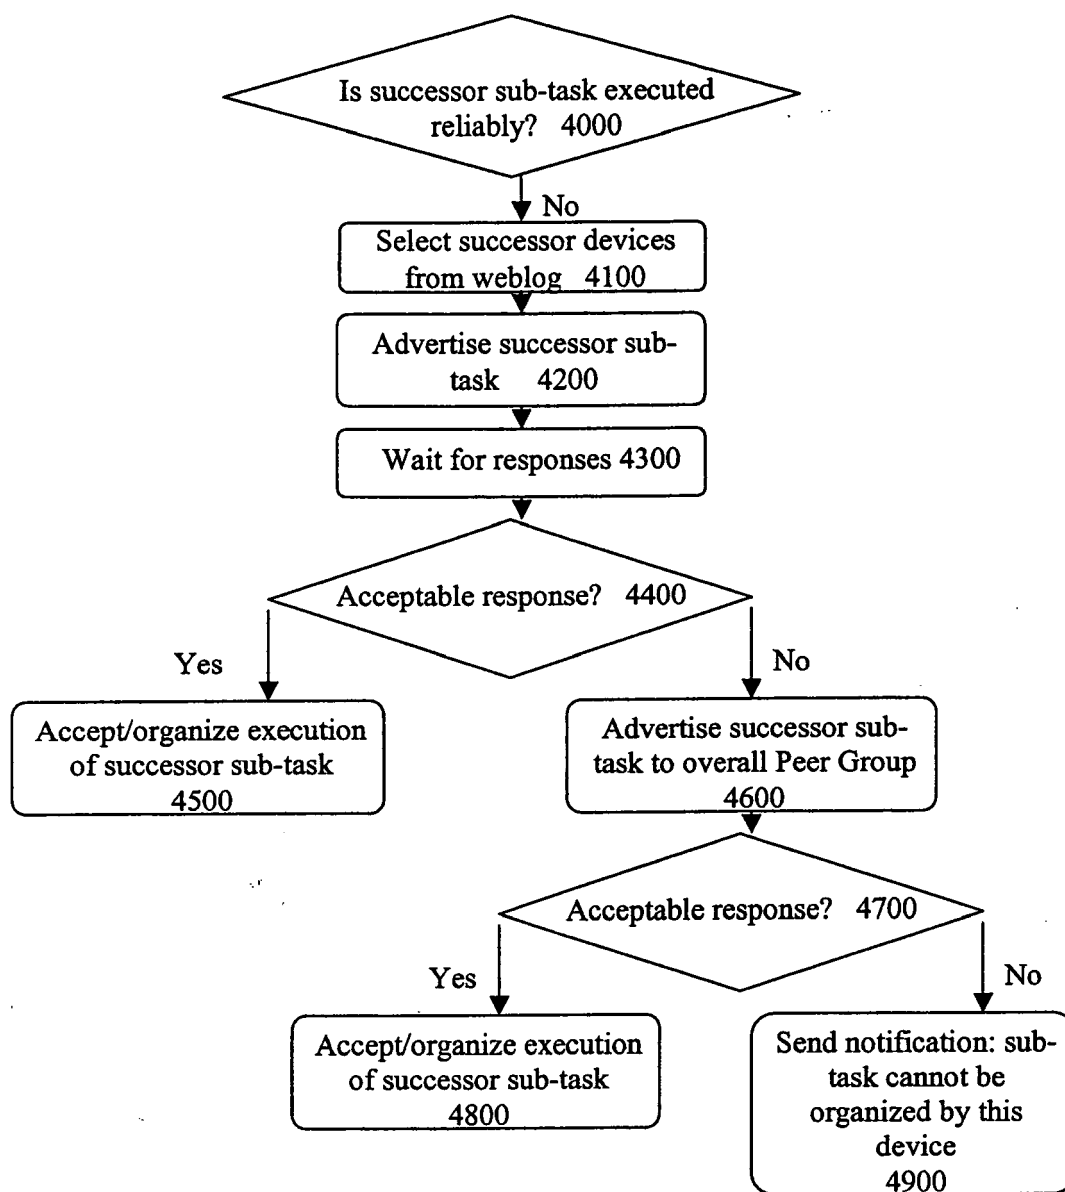 Is successor sub-task executed
reliably? 4000
No
Select successor devices
from weblog 4100
Advertise successor sub-
task 4200
Wait for responses 4300
Acceptable response? 4400
Yes
No
Accept/organize execution
of successor sub-task
4500
Advertise successor sub-
task to overall Peer Group
4600
Acceptable response? 4700
Yes
No
Accept/organize execution
of successor sub-task
4800
Send notification: sub-
task cannot be
organized by this
device
4900